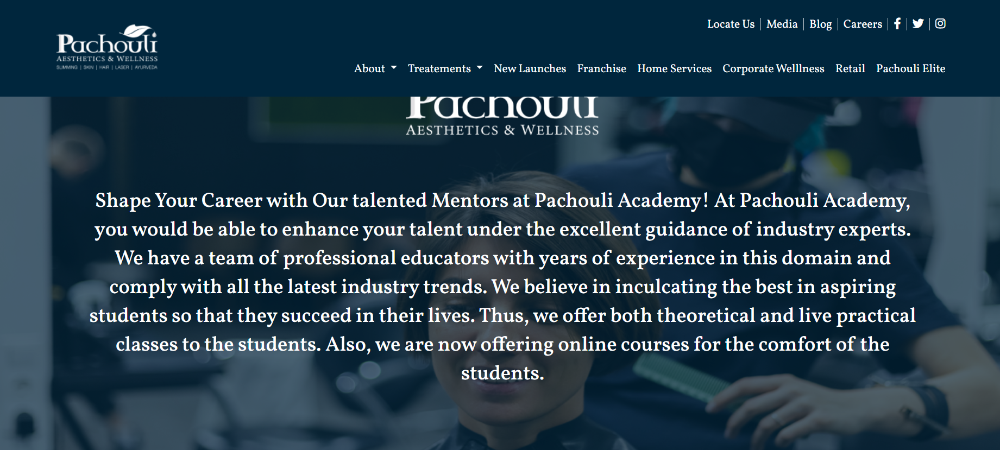 Locate Us | Media | Blog | Careers
Pachouli
AESTHETICS & WELLNESS
SLIMMING | SKIN | HAIR | LASER | AYURVEDA
About Treatements New Launches Franchise Home Services Corporate Welllness Retail Pachouli Elite
Pachouli
AESTHETICS & WELLNESS
Shape Your Career with Our talented Mentors at Pachouli Academy! At Pachouli Academy,
you would be able to enhance your talent under the excellent guidance of industry experts.
We have a team of professional educators with years of experience in this domain and
comply with all the latest industry trends. We believe in inculcating the best in aspiring
students so that they succeed in their lives. Thus, we offer both theoretical and live practical
classes to the students. Also, we are now offering online courses for the comfort of the
students.